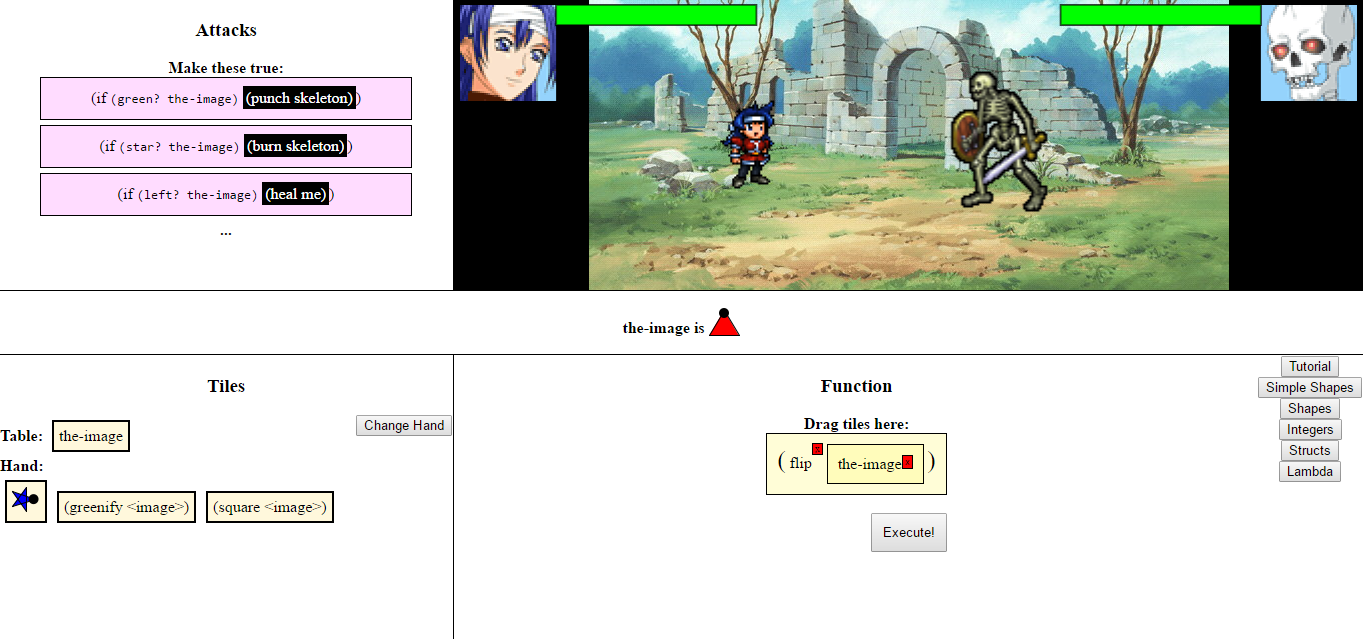 Attacks
Make these true:
(if (green? the-image) (punch skeleton))
(if (star? the-image) (burn skeleton))
(if (left? the-image) (heal me))
...
the-image is
Tiles
Change Hand
Table: the-image
Hand:
(greenify <image>) (square <image>)
Function
Drag tiles here:
( flip x the-image x )
Execute!
Tutorial
Simple Shapes
Shapes
Integers
Structs
Lambda